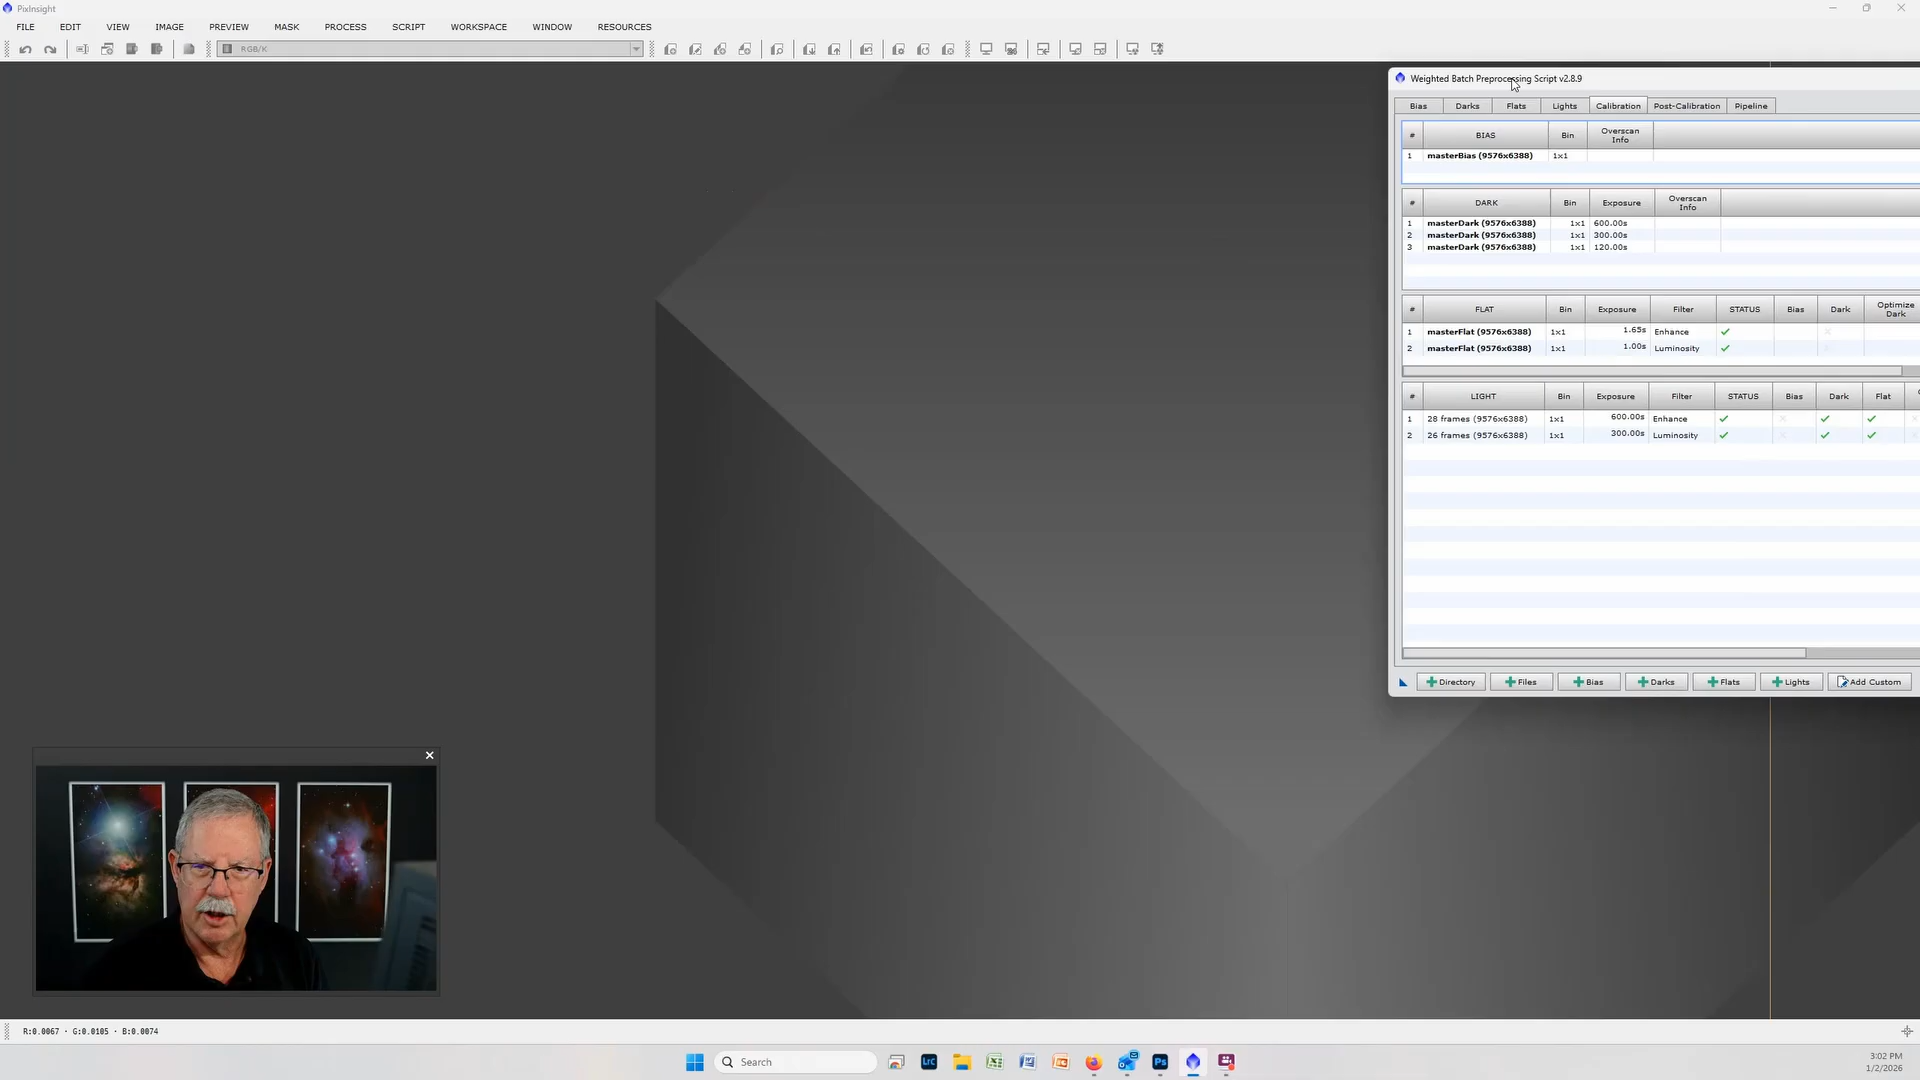 PixInsight
FILE EDIT VIEW IMAGE PREVIEW MASK PROCESS SCRIPT WORKSPACE WINDOW RESOURCES
RGB/K
Weighted Batch Preprocessing Script v2.8.9
Bias Darks Flats Lights Calibration Post-Calibration Pipeline
# BIAS Bin Overscan Info
1 masterBias (9576x6388) 1x1
# DARK Bin Exposure Overscan Info
1 masterDark (9576x6388) 1x1 600.00s
2 masterDark (9576x6388) 1x1 300.00s
3 masterDark (9576x6388) 1x1 120.00s
# FLAT Bin Exposure Filter STATUS Bias Dark Optimize Dark
1 masterFlat (9576x6388) 1x1 1.65s Enhance
2 masterFlat (9576x6388) 1x1 1.00s Luminosity
# LIGHT Bin Exposure Filter STATUS Bias Dark Flat
1 28 frames (9576x6388) 1x1 600.00s Enhance
2 26 frames (9576x6388) 1x1 300.00s Luminosity
Directory Files Bias Darks Flats Lights Add Custom
R:0.0067 · G:0.0105 · B:0.0074
Search
LrC
Ps
3:02 PM
1/2/2026